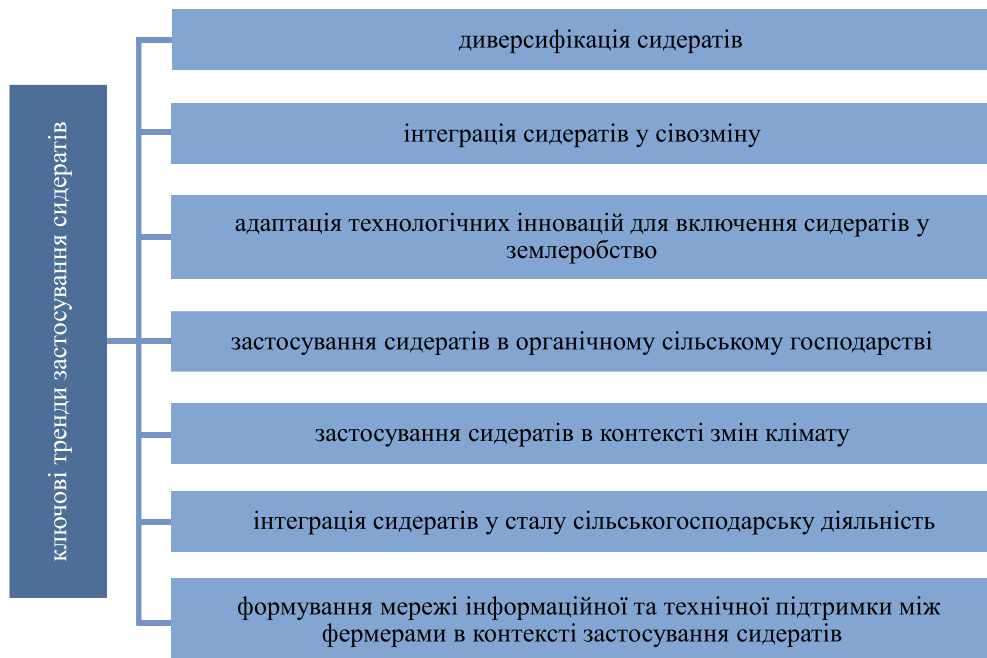 ключові тренди застосування сидератів
диверсифікація сидератів
інтеграція сидератів у сівозміну
адаптація технологічних інновацій для включення сидератів у
землеробство
застосування сидератів в органічному сільському господарстві
застосування сидератів в контексті змін клімату
інтеграція сидератів у сталу сільськогосподарську діяльність
формування мережі інформаційної та технічної підтримки між
фермерами в контексті застосування сидератів